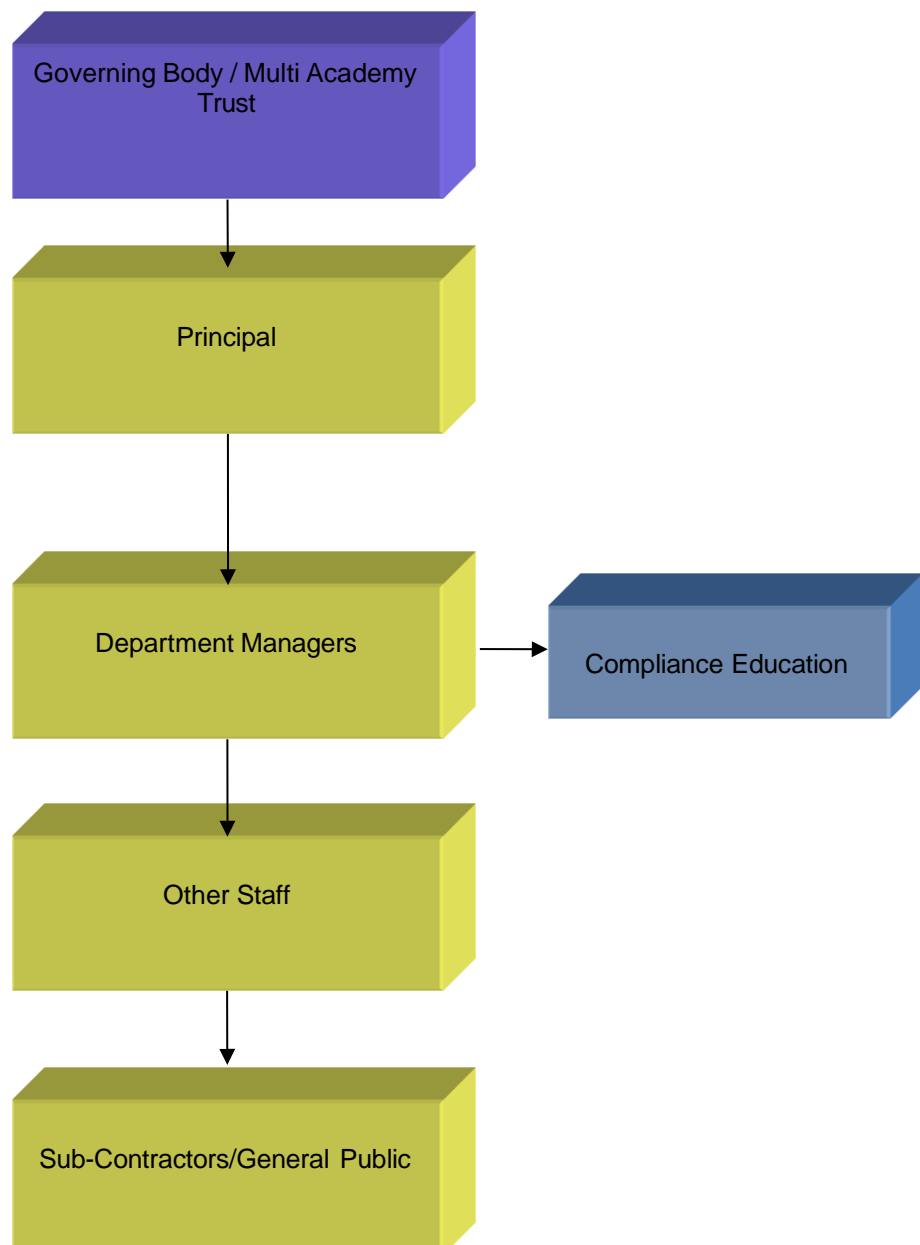 Governing Body / Multi Academy
Trust
Principal
Department Managers
Compliance Education
Other Staff
Sub-Contractors/General Public